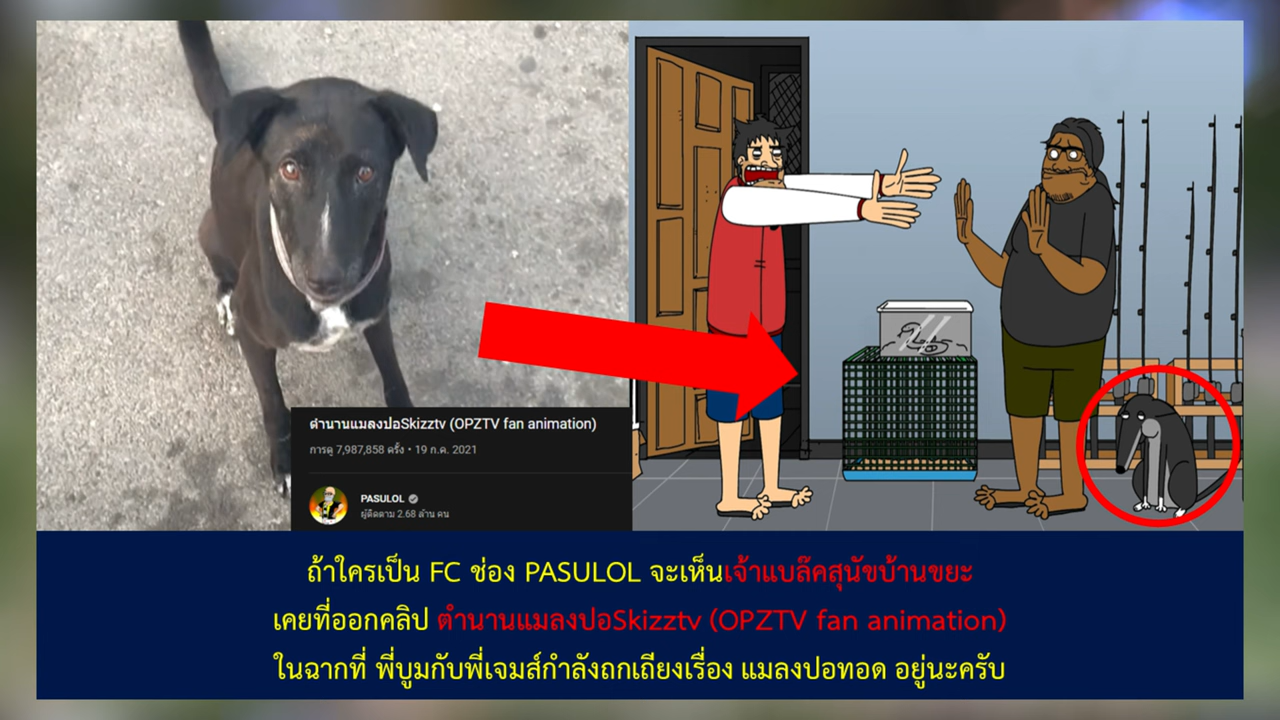 ตำนานแมลงปอSkizztv (OPZTV fan animation)
การดู 7,987,858 ครั้ง • 19 ก.ค. 2021
PASULOL
ผู้ติดตาม 2.68 ล้าน คน
ถ้าใครเป็น FC ช่อง PASULOL จะเห็นเจ้าแบล๊คสุนัขบ้านขยะ
เคยที่ออกคลิป ตำนานแมลงปอSkizztv (OPZTV fan animation)
ในฉากที่ พี่บูมกับพี่เจมส์กำลังถกเถียงเรื่อง แมลงปอทอด อยู่นะครับ